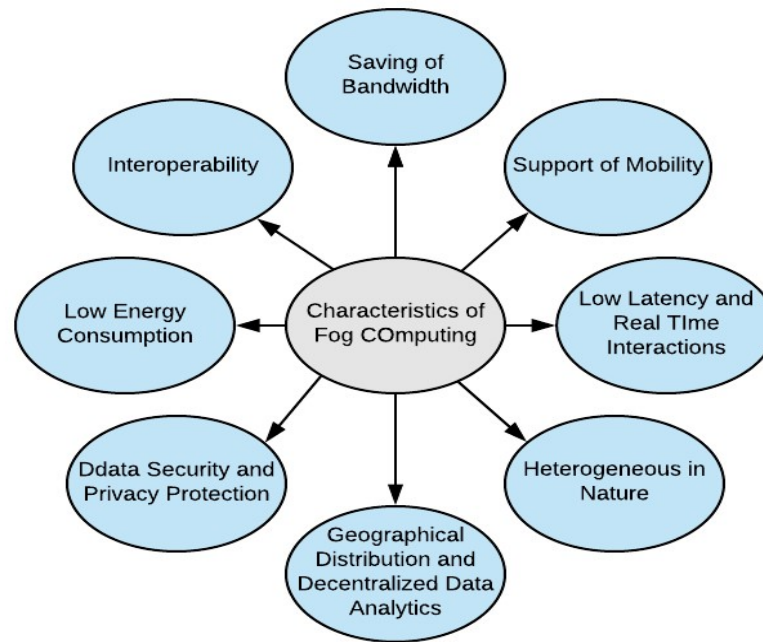 Saving of
Bandwidth
Interoperability
Support of Mobility
Low Energy
Consumption
Characteristics of
Fog COmputing
Low Latency and
Real TIme
Interactions
Ddata Security and
Privacy Protection
Heterogeneous in
Nature
Geographical
Distribution and
Decentralized Data
Analytics